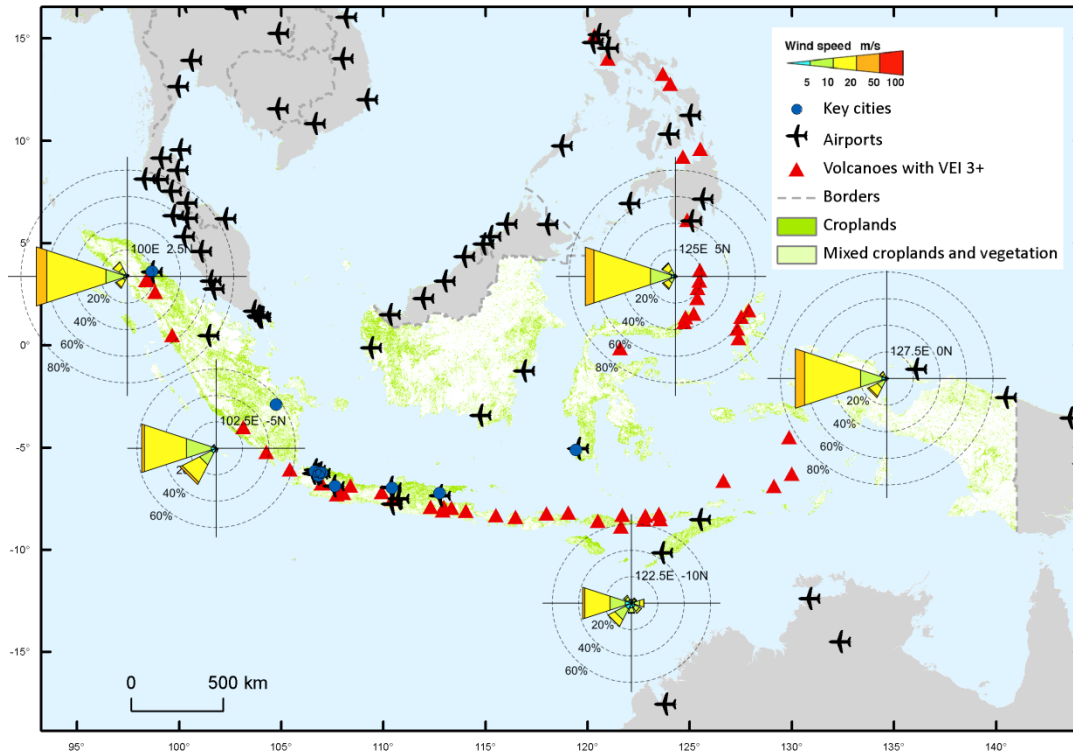 15°
10°
5°
0°
-5°
-10°
-15°
Wind speed m/s
5 10 20 50 100
Key cities
Airports
Volcanoes with VEI 3+
Borders
Croplands
Mixed croplands and vegetation
100E 2.5N
20%
40%
60%
80%
125E 5N
20%
40%
60%
80%
127.5E 0N
20%
40%
60%
80%
102.5E -5N
40%
60%
122.5E -10N
20%
40%
60%
0 500 km
95° 100° 105° 110° 115° 120° 125° 130° 135° 140°